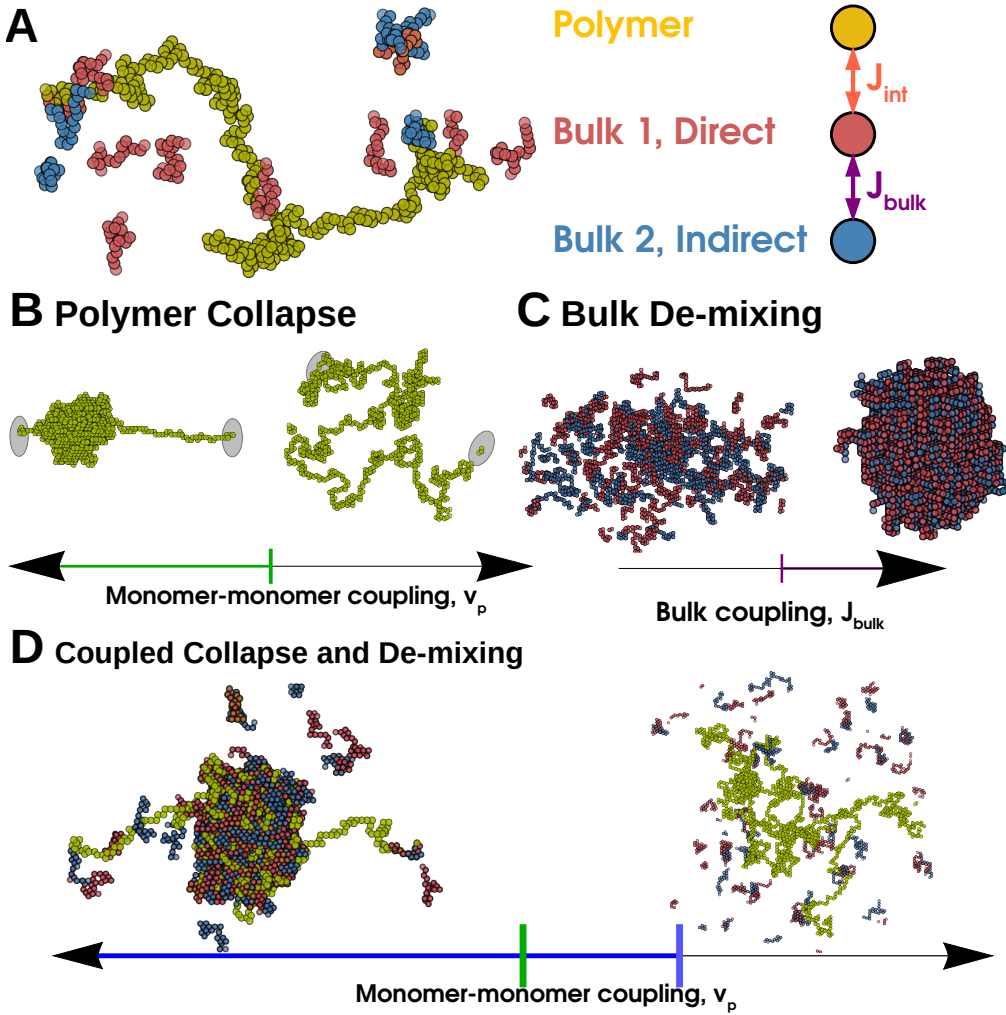 A
Polymer
J_int
Bulk 1, Direct
J_bulk
Bulk 2, Indirect
B Polymer Collapse
C Bulk De-mixing
Monomer-monomer coupling, v_p
Bulk coupling, J_bulk
D Coupled Collapse and De-mixing
Monomer-monomer coupling, v_p